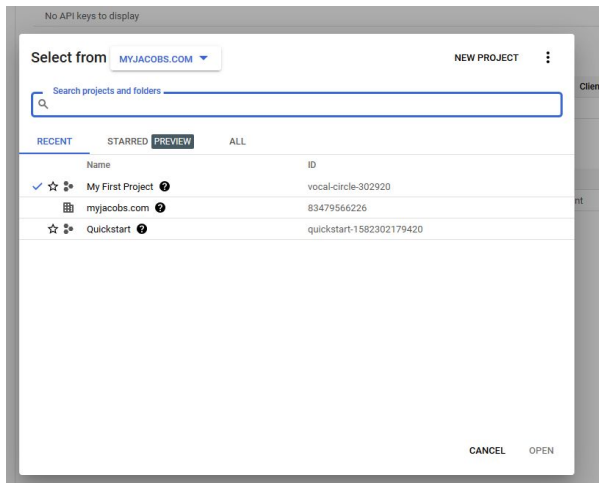 No API keys to display
Select from MYJACOBS.COM NEW PROJECT
Clien
Search projects and folders
RECENT STARRED PREVIEW ALL
Name ID
My First Project vocal-circle-302920
myjacobs.com 83479566226
nt
Quickstart quickstart-1582302179420
CANCEL OPEN